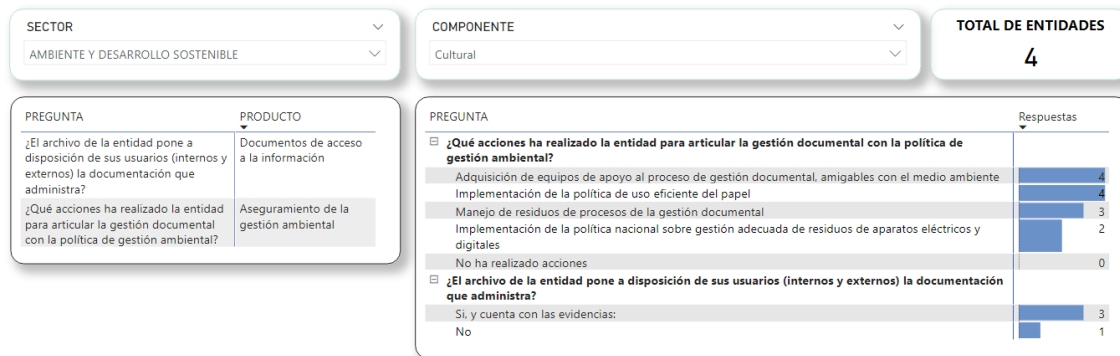 SECTOR
AMBIENTE Y DESARROLLO SOSTENIBLE
COMPONENTE
Cultural
TOTAL DE ENTIDADES
4
PREGUNTA PRODUCTO
¿El archivo de la entidad pone a
disposición de sus usuarios (internos y
externos) la documentación que
administra?
Documentos de acceso
a la información
¿Qué acciones ha realizado la entidad
para articular la gestión documental
con la política de gestión ambiental?
Aseguramiento de la
gestión ambiental
PREGUNTA Respuestas
¿Qué acciones ha realizado la entidad para articular la gestión documental con la política de
gestión ambiental?
Adquisición de equipos de apoyo al proceso de gestión documental, amigables con el medio ambiente 4
Implementación de la política de uso eficiente del papel 4
Manejo de residuos de procesos de la gestión documental 3
Implementación de la política nacional sobre gestión adecuada de residuos de aparatos eléctricos y 2
digitales
No ha realizado acciones 0
¿El archivo de la entidad pone a disposición de sus usuarios (internos y externos) la documentación
que administra?
Si, y cuenta con las evidencias: 3
No 1